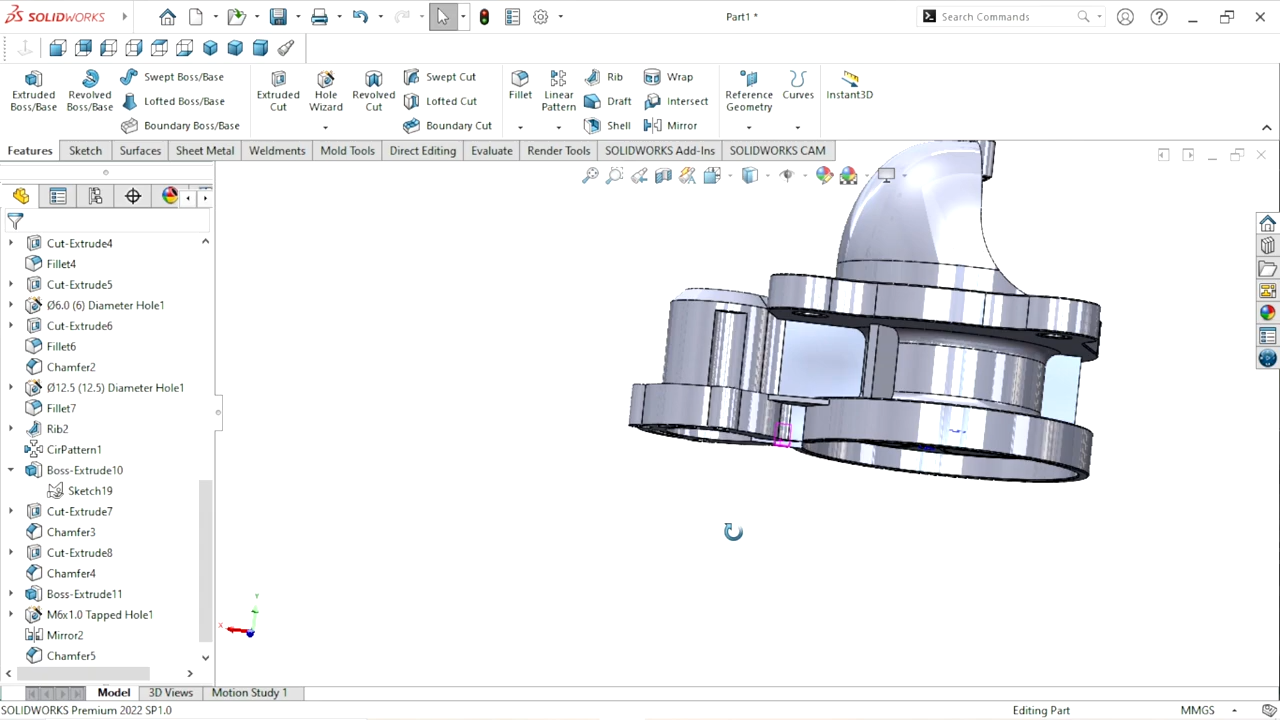 SOLIDWORKS
Part1 *
Search Commands
Extruded Boss/Base
Revolved Boss/Base
Swept Boss/Base
Lofted Boss/Base
Boundary Boss/Base
Extruded Cut
Hole Wizard
Revolved Cut
Swept Cut
Lofted Cut
Boundary Cut
Fillet
Linear Pattern
Rib
Draft
Shell
Wrap
Intersect
Mirror
Reference Geometry
Curves
Instant3D
Features
Sketch
Surfaces
Sheet Metal
Weldments
Mold Tools
Direct Editing
Evaluate
Render Tools
SOLIDWORKS Add-Ins
SOLIDWORKS CAM
Cut-Extrude4
Fillet4
Cut-Extrude5
Ø6.0 (6) Diameter Hole1
Cut-Extrude6
Fillet6
Chamfer2
Ø12.5 (12.5) Diameter Hole1
Fillet7
Rib2
CirPattern1
Boss-Extrude10
Sketch19
Cut-Extrude7
Chamfer3
Cut-Extrude8
Chamfer4
Boss-Extrude11
M6x1.0 Tapped Hole1
Mirror2
Chamfer5
Y
X
Model
3D Views
Motion Study 1
SOLIDWORKS Premium 2022 SP1.0
Editing Part
MMGS